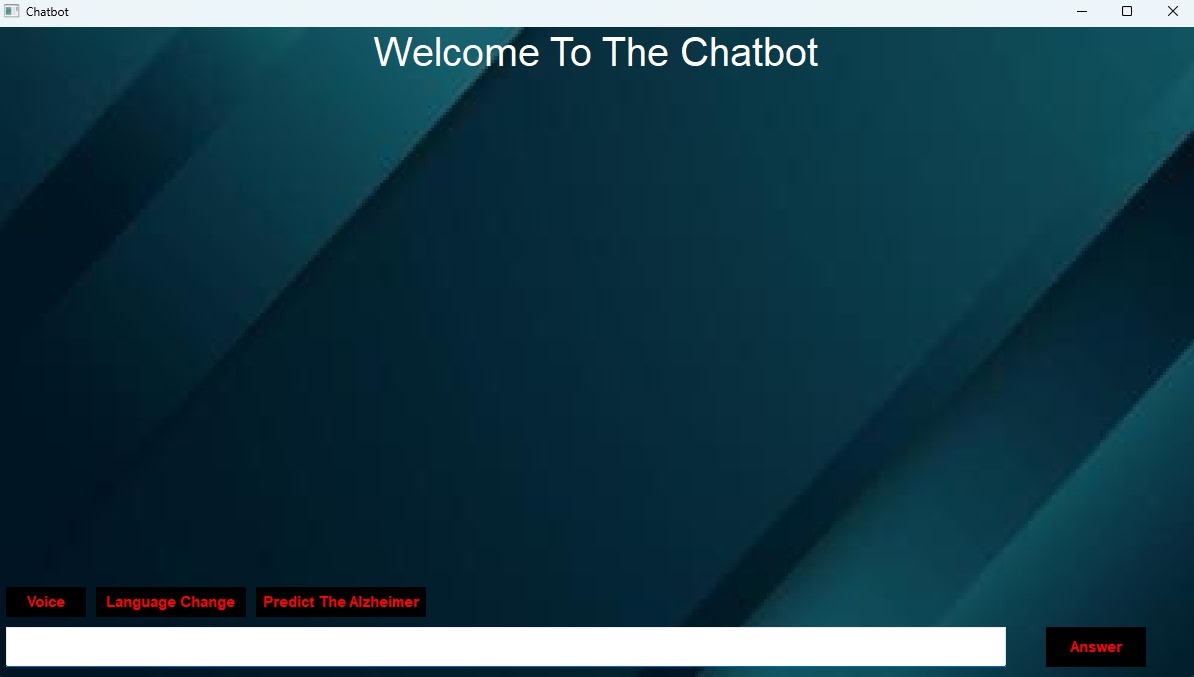 Chatbot
Welcome To The Chatbot
Voice
Language Change
Predict The Alzheimer
Answer